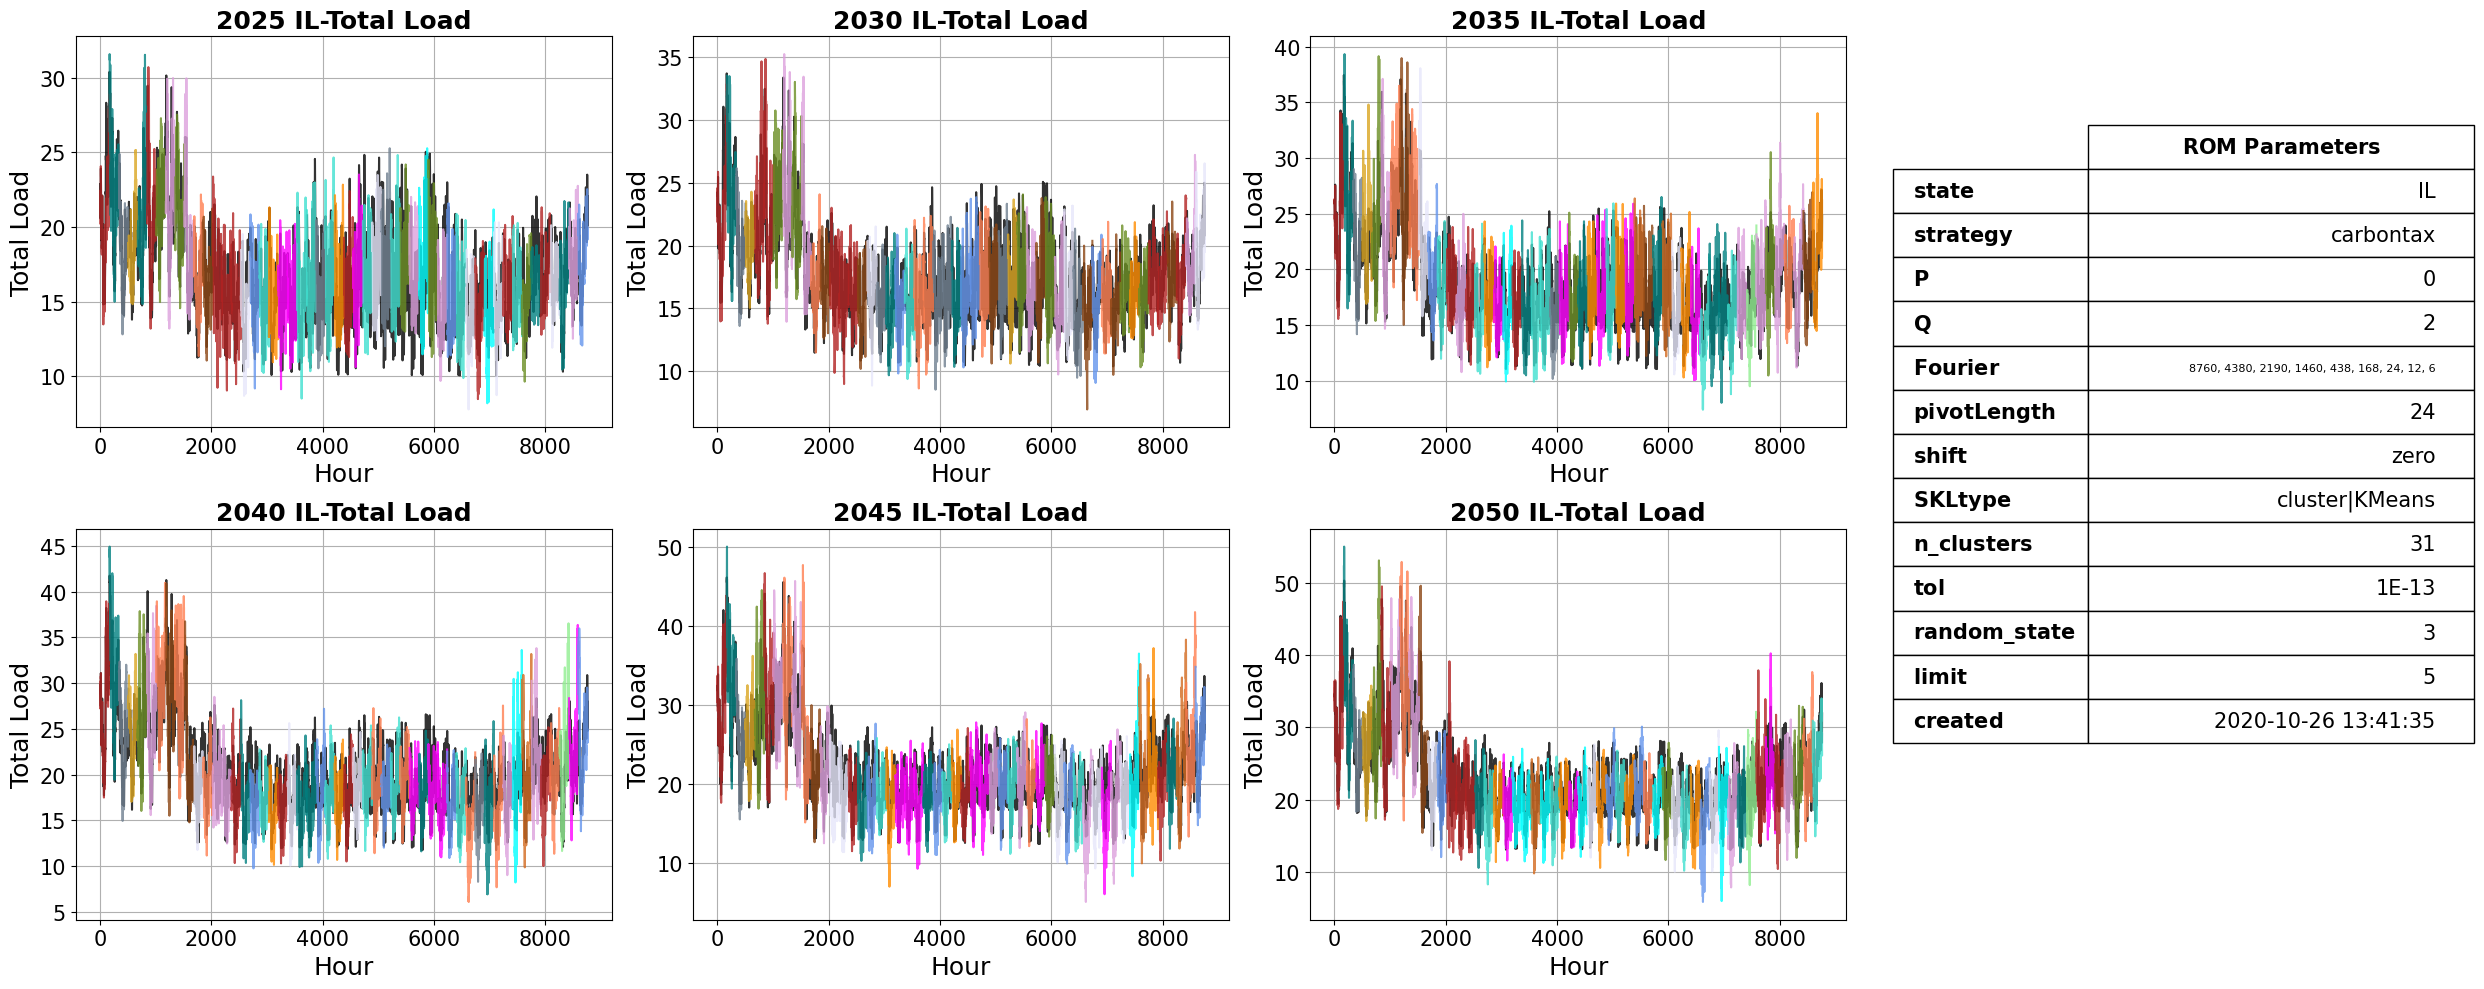 2025 IL-Total Load
Total Load
30
25
20
15
10
0 2000 4000 6000 8000
Hour
2030 IL-Total Load
Total Load
35
30
25
20
15
10
0 2000 4000 6000 8000
Hour
2035 IL-Total Load
Total Load
40
35
30
25
20
15
10
0 2000 4000 6000 8000
Hour
2040 IL-Total Load
Total Load
45
40
35
30
25
20
15
10
5
0 2000 4000 6000 8000
Hour
2045 IL-Total Load
Total Load
50
40
30
20
10
0 2000 4000 6000 8000
Hour
2050 IL-Total Load
Total Load
50
40
30
20
10
0 2000 4000 6000 8000
Hour
ROM Parameters
state IL
strategy carbontax
P 0
Q 2
Fourier 8760, 4380, 2190, 1460, 438, 168, 24, 12, 6
pivotLength 24
shift zero
SKLtype cluster|KMeans
n_clusters 31
tol 1E-13
random_state 3
limit 5
created 2020-10-26 13:41:35